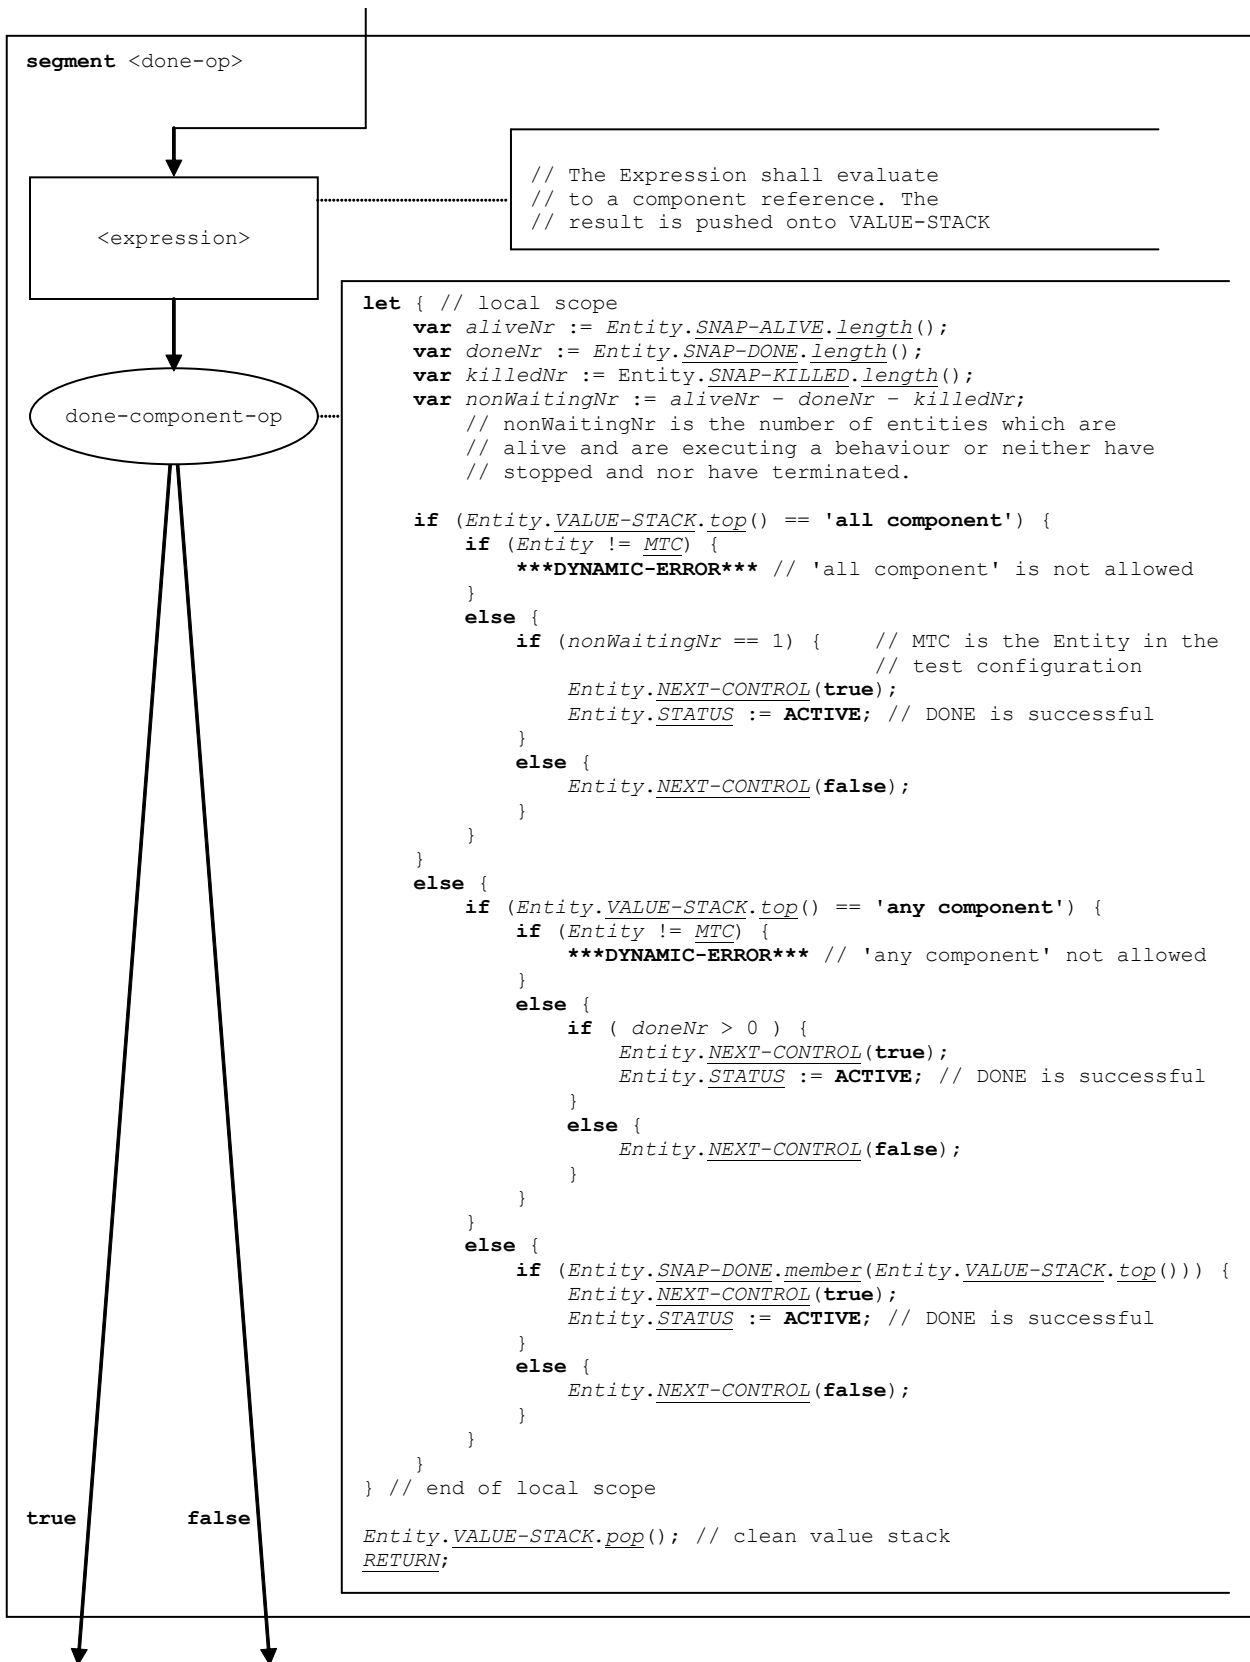 segment <done-op>
// The Expression shall evaluate
// to a component reference. The
// result is pushed onto VALUE-STACK
<expression>
done-component-op
let { // local scope
    var aliveNr := Entity.SNAP-ALIVE.length();
    var doneNr := Entity.SNAP-DONE.length();
    var killedNr := Entity.SNAP-KILLED.length();
    var nonWaitingNr := aliveNr – doneNr – killedNr;
        // nonWaitingNr is the number of entities which are
        // alive and are executing a behaviour or neither have
        // stopped and nor have terminated.
    if (Entity.VALUE-STACK.top() == 'all component') {
        if (Entity != MTC) {
            ***DYNAMIC-ERROR*** // 'all component' is not allowed
        }
        else {
            if (nonWaitingNr == 1) {    // MTC is the Entity in the
                                        // test configuration
                Entity.NEXT-CONTROL(true);
                Entity.STATUS := ACTIVE; // DONE is successful
            }
            else {
                Entity.NEXT-CONTROL(false);
            }
        }
    }
    else {
        if (Entity.VALUE-STACK.top() == 'any component') {
            if (Entity != MTC) {
                ***DYNAMIC-ERROR*** // 'any component' not allowed
            }
            else {
                if ( doneNr > 0 ) {
                    Entity.NEXT-CONTROL(true);
                    Entity.STATUS := ACTIVE; // DONE is successful
                }
                else {
                    Entity.NEXT-CONTROL(false);
                }
            }
        }
        else {
            if (Entity.SNAP-DONE.member(Entity.VALUE-STACK.top())) {
                Entity.NEXT-CONTROL(true);
                Entity.STATUS := ACTIVE; // DONE is successful
            }
            else {
                Entity.NEXT-CONTROL(false);
            }
        }
    }
} // end of local scope
Entity.VALUE-STACK.pop(); // clean value stack
RETURN;
true false